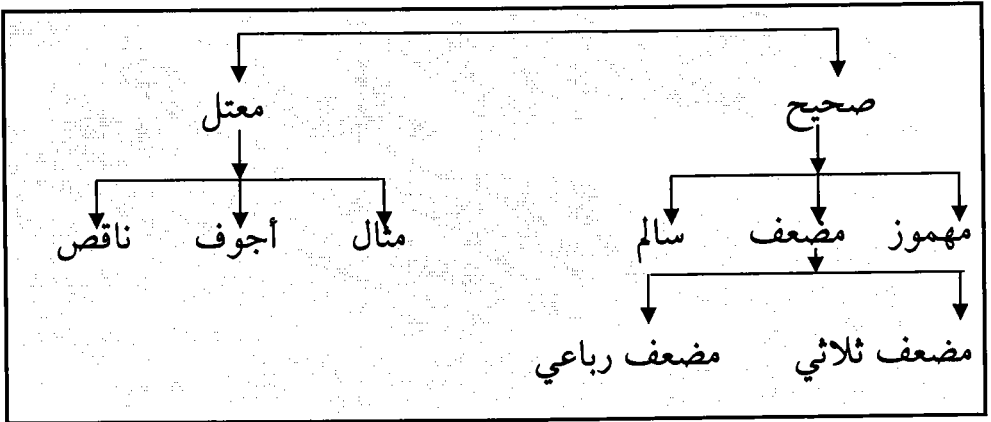 صحيح معتل
مهموز مضعف سالم مثال أجوف ناقص
مضعف ثلاثي مضعف رباعي